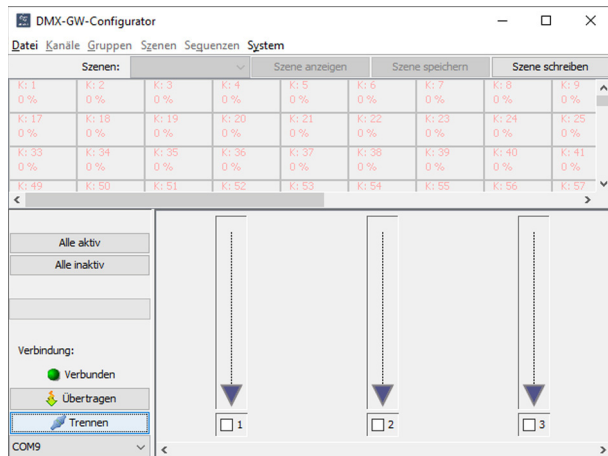 DMX-GW-Configurator
Datei Kanäle Gruppen Szenen Sequenzen System
Szenen: Szene anzeigen Szene speichern Szene schreiben
K: 1 K: 2 K: 3 K: 4 K: 5 K: 6 K: 7 K: 8 K: 9
0 % 0 % 0 % 0 % 0 % 0 % 0 % 0 % 0 %
K: 17 K: 18 K: 19 K: 20 K: 21 K: 22 K: 23 K: 24 K: 25
0 % 0 % 0 % 0 % 0 % 0 % 0 % 0 % 0 %
K: 33 K: 34 K: 35 K: 36 K: 37 K: 38 K: 39 K: 40 K: 41
0 % 0 % 0 % 0 % 0 % 0 % 0 % 0 % 0 %
K: 49 K: 50 K: 51 K: 52 K: 53 K: 54 K: 55 K: 56 K: 57
Alle aktiv
Alle inaktiv
Verbindung:
Verbunden
Übertragen
Trennen
1 2 3
COM9